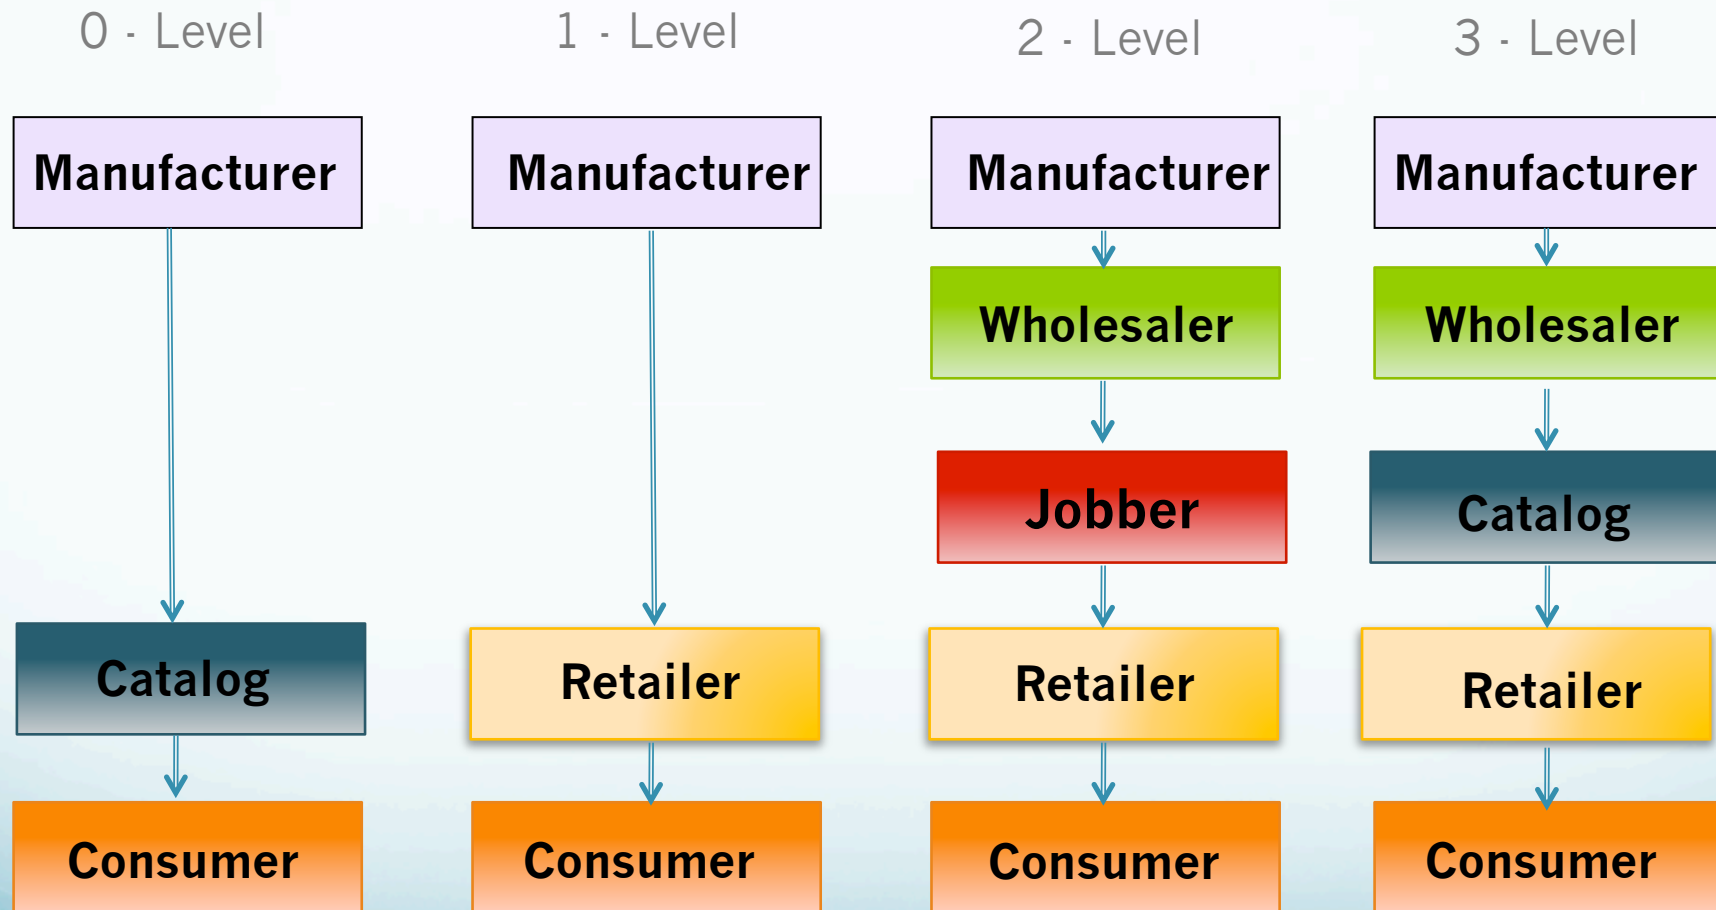 0 - Level
1 - Level
2 - Level
3 - Level
Manufacturer
Manufacturer
Manufacturer
Manufacturer
Wholesaler
Wholesaler
Jobber
Catalog
Catalog
Retailer
Retailer
Retailer
Consumer
Consumer
Consumer
Consumer